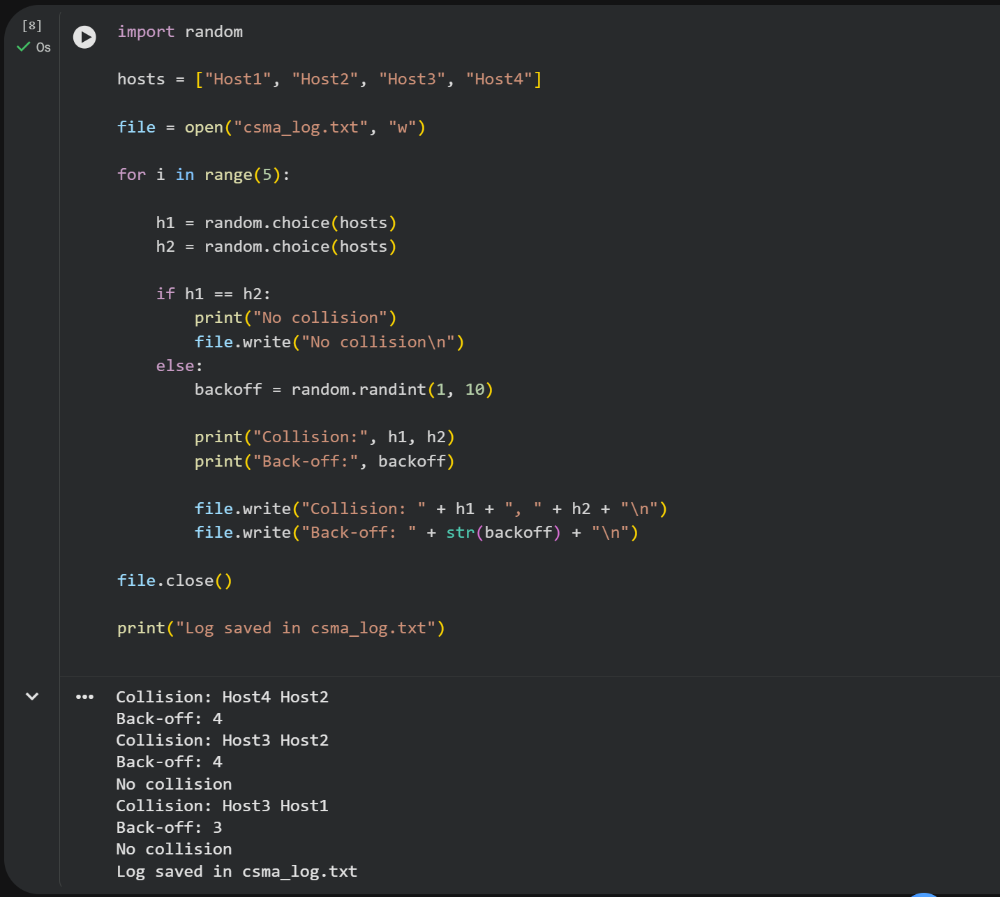 [8]
0s
import random
hosts = ["Host1", "Host2", "Host3", "Host4"]
file = open("csma_log.txt", "w")
for i in range(5):
    h1 = random.choice(hosts)
    h2 = random.choice(hosts)
    if h1 == h2:
        print("No collision")
        file.write("No collision\n")
    else:
        backoff = random.randint(1, 10)
        print("Collision:", h1, h2)
        print("Back-off:", backoff)
        file.write("Collision: " + h1 + ", " + h2 + "\n")
        file.write("Back-off: " + str(backoff) + "\n")
file.close()
print("Log saved in csma_log.txt")
Collision: Host4 Host2
Back-off: 4
Collision: Host3 Host2
Back-off: 4
No collision
Collision: Host3 Host1
Back-off: 3
No collision
Log saved in csma_log.txt